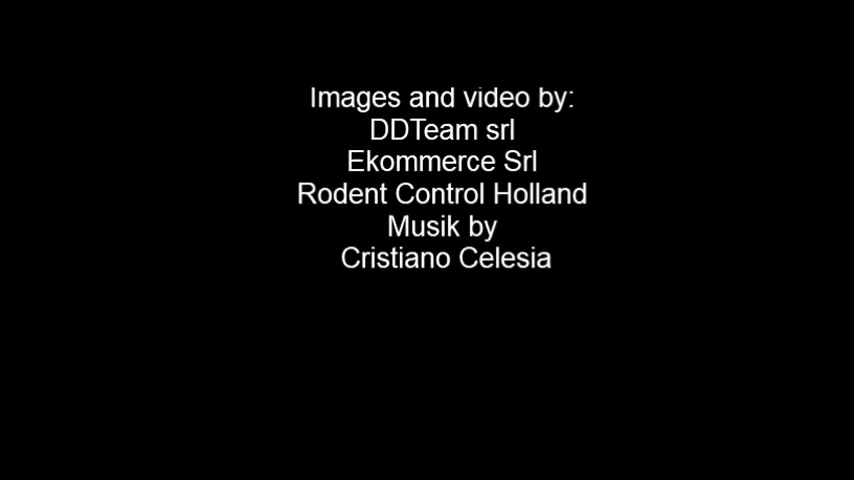 Images and video by:
DDTeam srl
Ekommerce Srl
Rodent Control Holland
Musik by
Cristiano Celesia